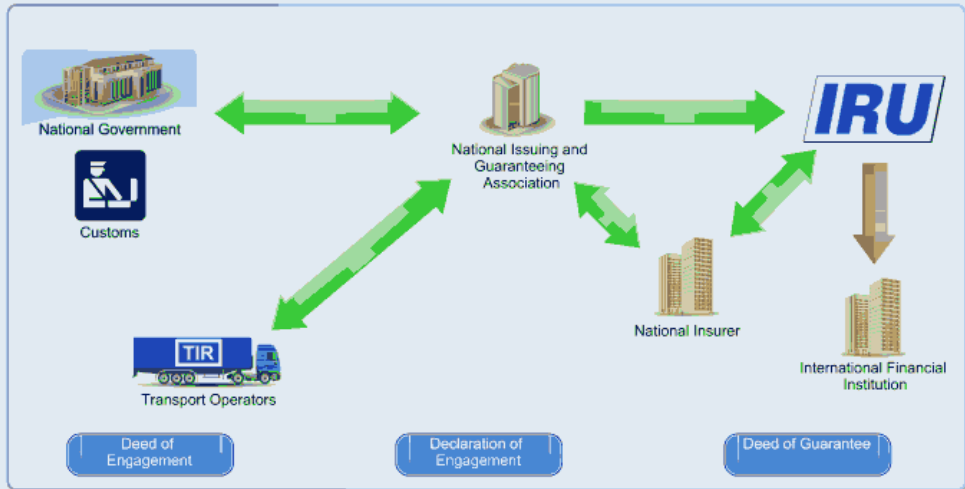 National Government
Customs
National Issuing and
Guaranteeing
Association
IRU
National Insurer
International Financial
Institution
TIR
Transport Operators
Deed of
Engagement
Declaration of
Engagement
Deed of Guarantee